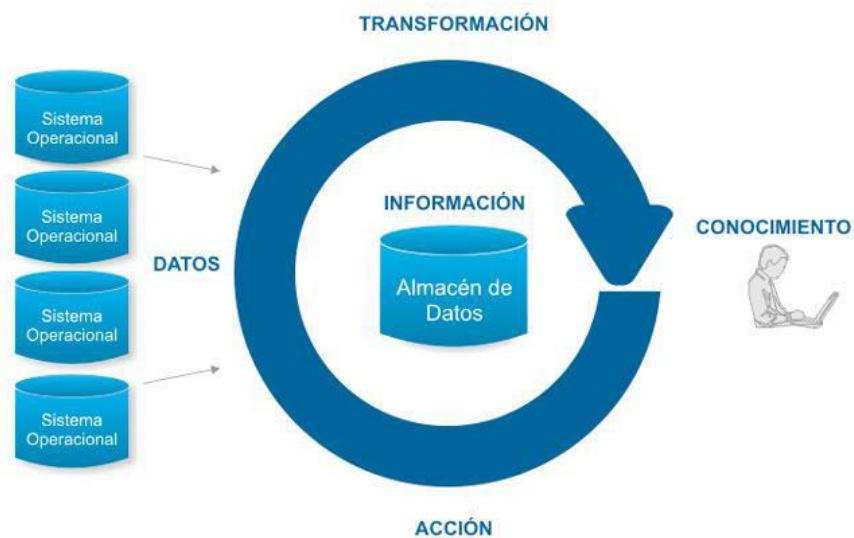 TRANSFORMACIÓN
Sistema
Operacional
Sistema
Operacional
INFORMACIÓN
CONOCIMIENTO
DATOS
Almacén de
Datos
Sistema
Operacional
Sistema
Operacional
ACCIÓN